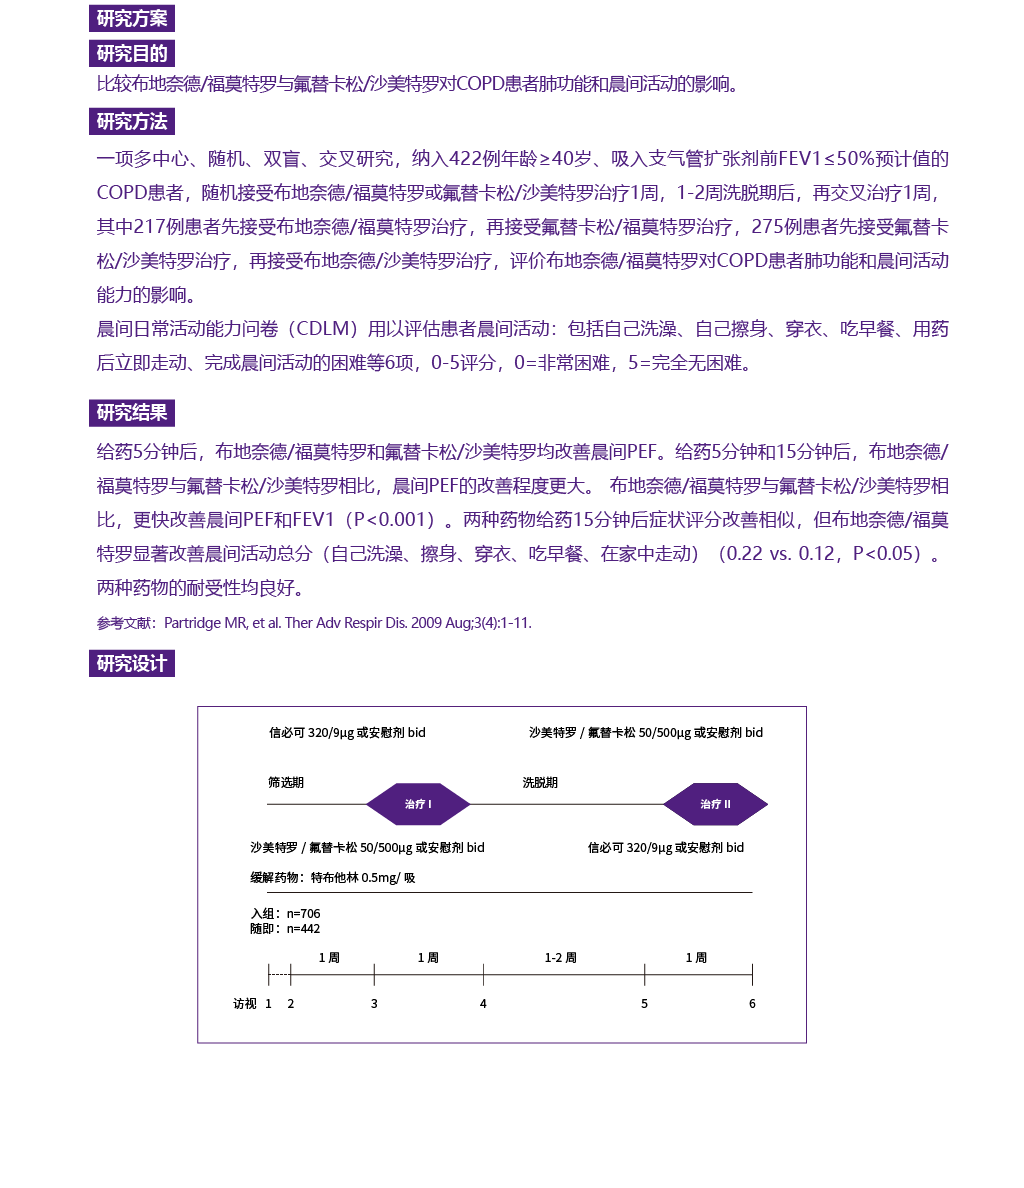 研究方案
研究目的
比较布地奈德/福莫特罗与氟替卡松/沙美特罗对COPD患者肺功能和晨间活动的影响。
研究方法
一项多中心、随机、双盲、交叉研究，纳入422例年龄≥40岁、吸入支气管扩张剂前FEV1≤50%预计值的
COPD患者，随机接受布地奈德/福莫特罗或氟替卡松/沙美特罗治疗1周，1-2周洗脱期后，再交叉治疗1周，
其中217例患者先接受布地奈德/福莫特罗治疗，再接受氟替卡松/福莫特罗治疗，275例患者先接受氟替卡
松/沙美特罗治疗，再接受布地奈德/沙美特罗治疗，评价布地奈德/福莫特罗对COPD患者肺功能和晨间活动
能力的影响。
晨间日常活动能力问卷（CDLM）用以评估患者晨间活动：包括自己洗澡、自己擦身、穿衣、吃早餐、用药
后立即走动、完成晨间活动的困难等6项，0-5评分，0=非常困难，5=完全无困难。
研究结果
给药5分钟后，布地奈德/福莫特罗和氟替卡松/沙美特罗均改善晨间PEF。给药5分钟和15分钟后，布地奈德/
福莫特罗与氟替卡松/沙美特罗相比，晨间PEF的改善程度更大。 布地奈德/福莫特罗与氟替卡松/沙美特罗相
比，更快改善晨间PEF和FEV1（P<0.001）。两种药物给药15分钟后症状评分改善相似，但布地奈德/福莫
特罗显著改善晨间活动总分（自己洗澡、擦身、穿衣、吃早餐、在家中走动）（0.22 vs. 0.12，P<0.05）。
两种药物的耐受性均良好。
参考文献：Partridge MR, et al. Ther Adv Respir Dis. 2009 Aug;3(4):1-11.
研究设计
信必可 320/9μg 或安慰剂 bid
沙美特罗 / 氟替卡松 50/500μg 或安慰剂 bid
筛选期
洗脱期
治疗 I
治疗 II
沙美特罗 / 氟替卡松 50/500μg 或安慰剂 bid
信必可 320/9μg 或安慰剂 bid
缓解药物：特布他林 0.5mg/ 吸
入组：n=706
随即：n=442
1 周 1 周 1-2 周 1 周
访视 1 2 3 4 5 6